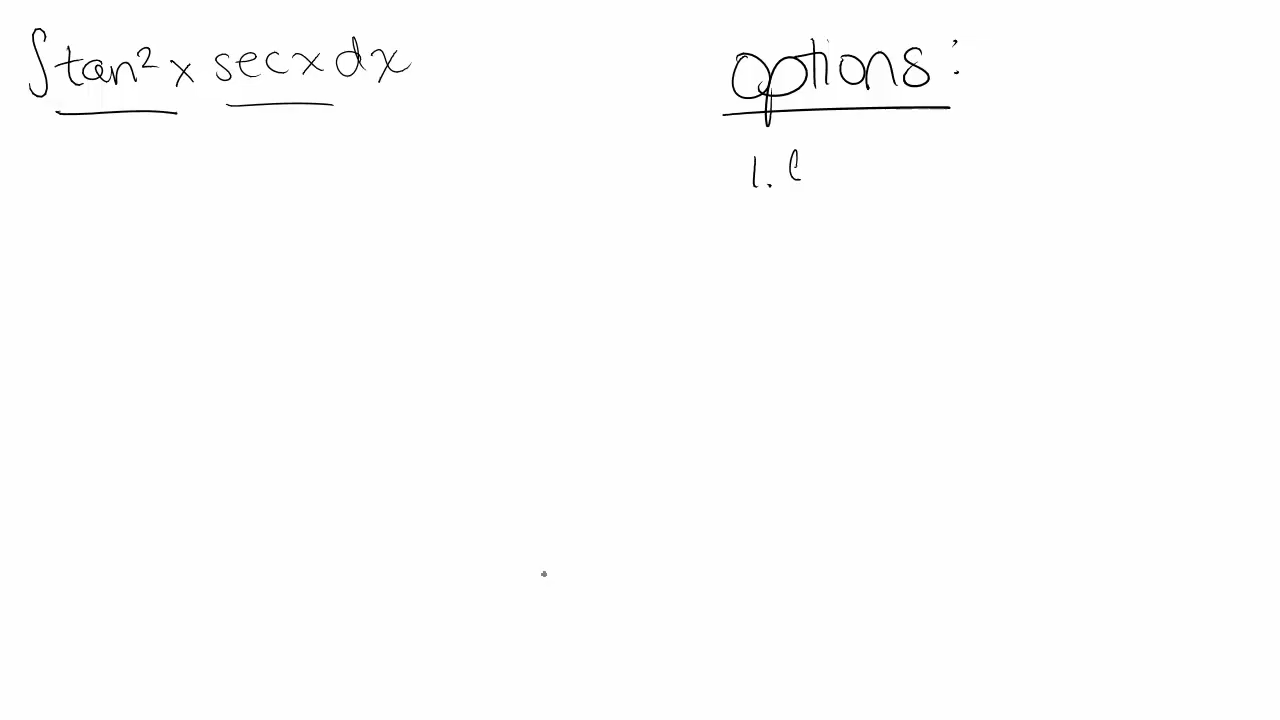 ∫tan²x secx dx
options:
1.